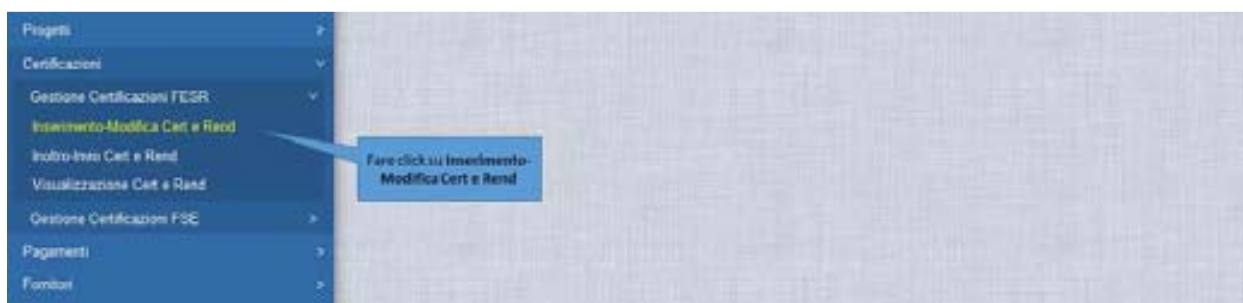 Progetti
Certificazioni
Gestione Certificazioni FESR
Inserimento-Modifica Cert e Rend
Inoltro-Invio Cert e Rend
Visualizzazione Cert e Rend
Gestione Certificazioni FSE
Pagamenti
Fornitori
Fare click su Inserimento-
Modifica Cert e Rend